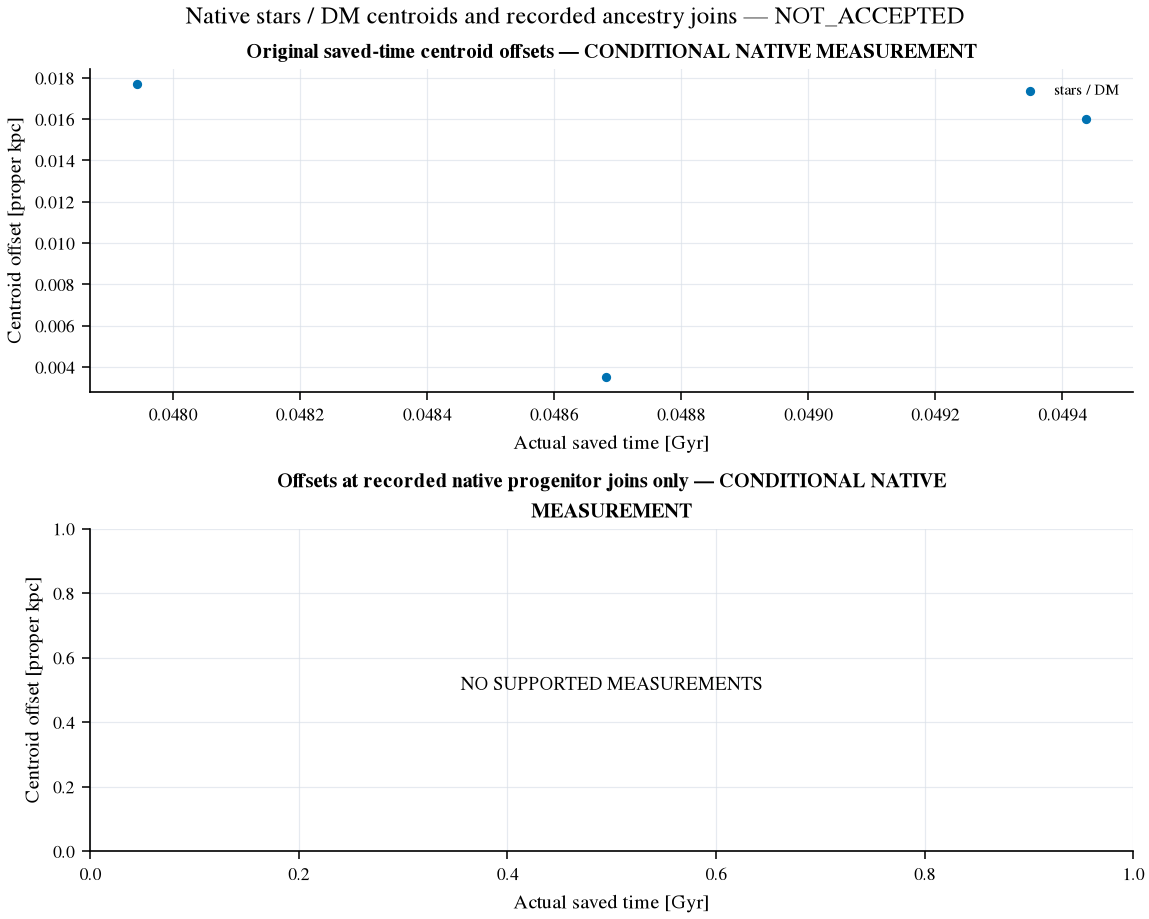 Native stars / DM centroids and recorded ancestry joins — NOT_ACCEPTED
Original saved-time centroid offsets — CONDITIONAL NATIVE MEASUREMENT
0.018
0.016
0.014
0.012
0.010
0.008
0.006
0.004
Centroid offset [proper kpc]
stars / DM
0.0480
0.0482
0.0484
0.0486
0.0488
0.0490
0.0492
0.0494
Actual saved time [Gyr]
Offsets at recorded native progenitor joins only — CONDITIONAL NATIVE
MEASUREMENT
1.0
0.8
0.6
0.4
0.2
0.0
Centroid offset [proper kpc]
NO SUPPORTED MEASUREMENTS
0.0
0.2
0.4
0.6
0.8
1.0
Actual saved time [Gyr]